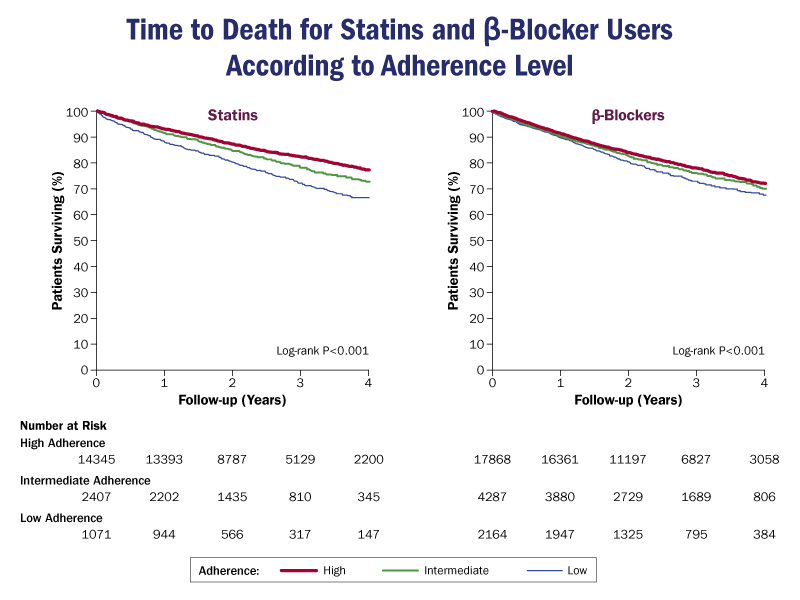 Time to Death for Statins and β-Blocker Users
According to Adherence Level
Statins
Patients Surviving (%)
100
90
80
70
60
50
40
30
20
10
0
Log-rank P<0.001
0 1 2 3 4
Follow-up (Years)
β-Blockers
Patients Surviving (%)
100
90
80
70
60
50
40
30
20
10
0
Log-rank P<0.001
0 1 2 3 4
Follow-up (Years)
Number at Risk
High Adherence
14345 13393 8787 5129 2200 17868 16361 11197 6827 3058
Intermediate Adherence
2407 2202 1435 810 345 4287 3880 2729 1689 806
Low Adherence
1071 944 566 317 147 2164 1947 1325 795 384
Adherence: High Intermediate Low